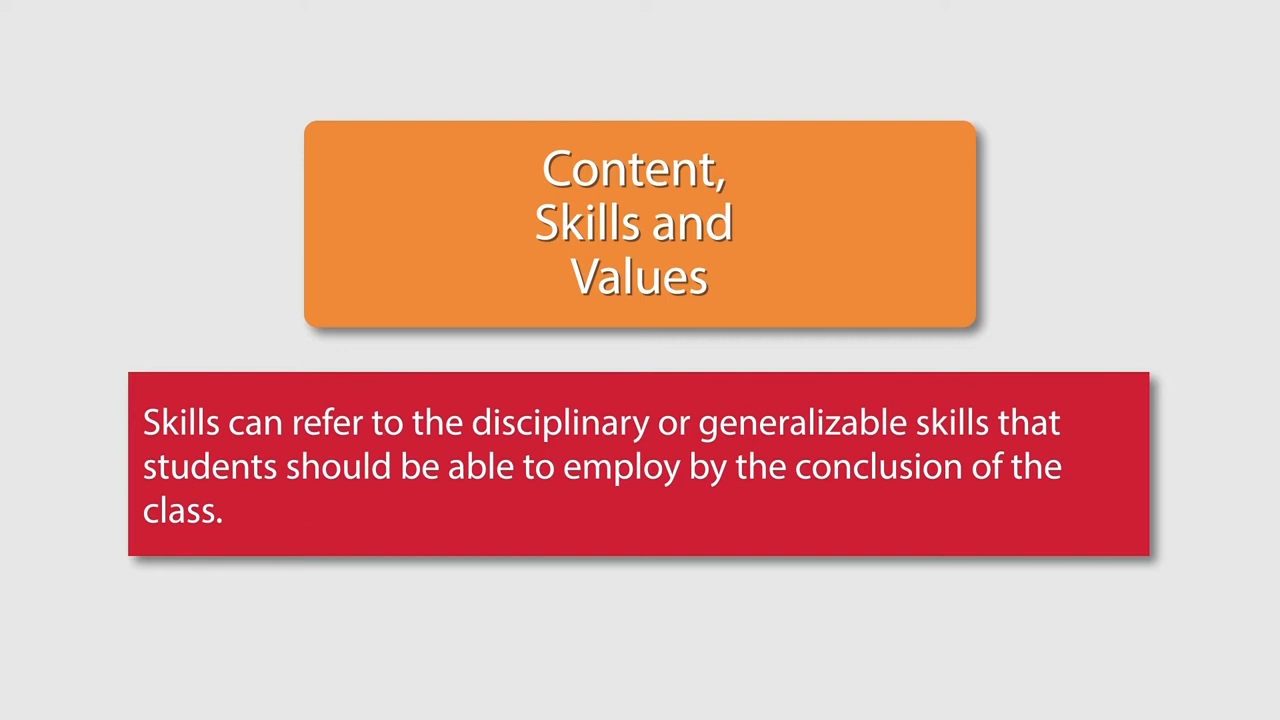 Content,
Skills and
Values
Skills can refer to the disciplinary or generalizable skills that
students should be able to employ by the conclusion of the
class.